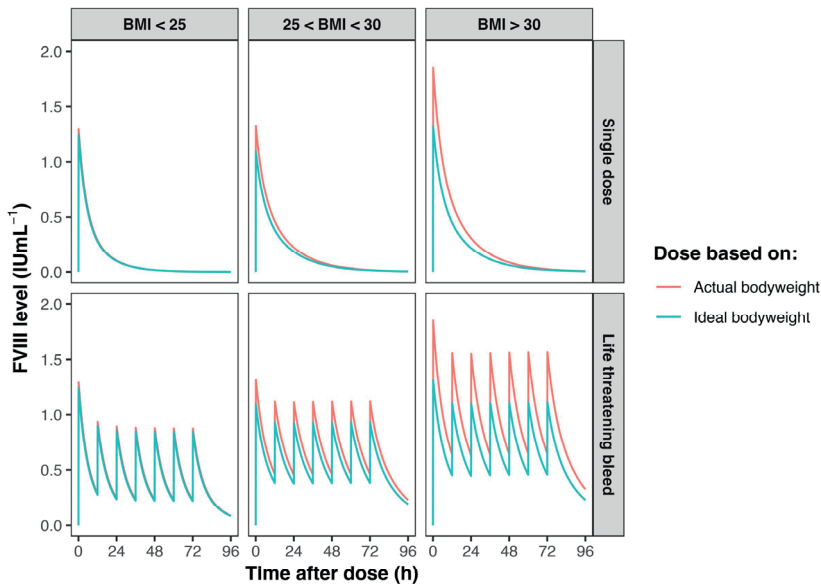 BMI < 25
25 < BMI < 30
BMI > 30
2.0
1.5
1.0
0.5
0.0
Single dose
2.0
1.5
1.0
0.5
0.0
Life threatening bleed
FVIII level (IUmL⁻¹)
0 24 48 72 96
0 24 48 72 96
0 24 48 72 96
Time after dose (h)
Dose based on:
Actual bodyweight
Ideal bodyweight